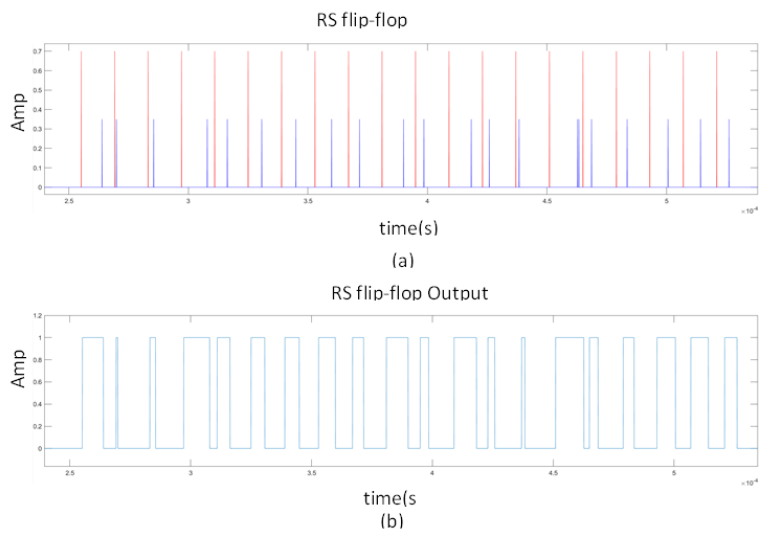 RS flip-flop
0.7
0.6
0.5
0.4
0.3
0.2
0.1
0
Amp
2.5 3 3.5 4 4.5 5
×10⁻⁴
time(s)
(a)
RS flip-flop Output
1.2
1
0.8
0.6
0.4
0.2
0
Amp
2.5 3 3.5 4 4.5 5
×10⁻⁴
time(s
(b)